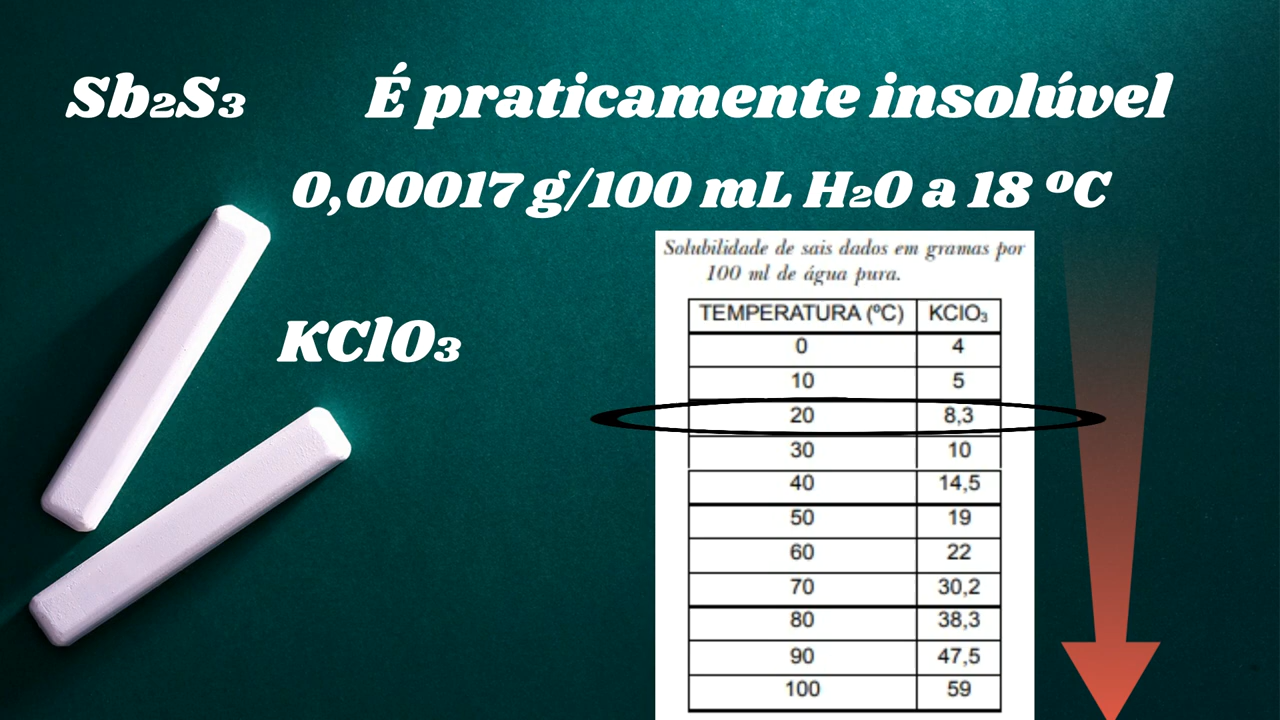 Sb₂S₃ É praticamente insolúvel
0,00017 g/100 mL H₂O a 18 ºC
Solubilidade de sais dados em gramas por
100 ml de água pura.
KClO₃
TEMPERATURA (ºC) KClO₃
0 4
10 5
20 8,3
30 10
40 14,5
50 19
60 22
70 30,2
80 38,3
90 47,5
100 59